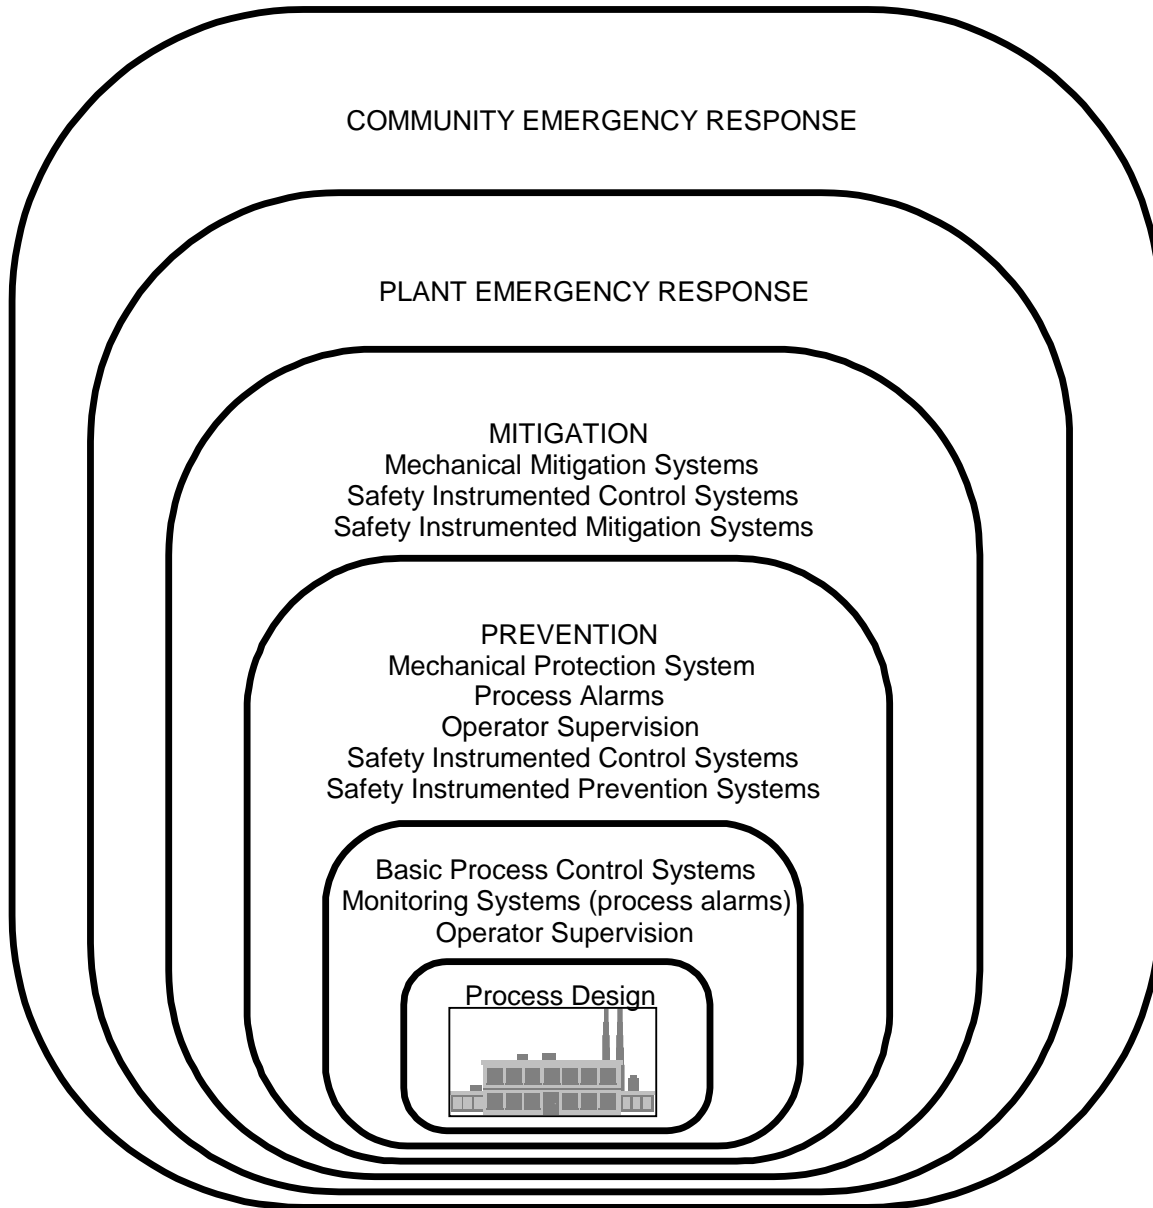 COMMUNITY EMERGENCY RESPONSE
PLANT EMERGENCY RESPONSE
MITIGATION
Mechanical Mitigation Systems
Safety Instrumented Control Systems
Safety Instrumented Mitigation Systems
PREVENTION
Mechanical Protection System
Process Alarms
Operator Supervision
Safety Instrumented Control Systems
Safety Instrumented Prevention Systems
Basic Process Control Systems
Monitoring Systems (process alarms)
Operator Supervision
Process Design